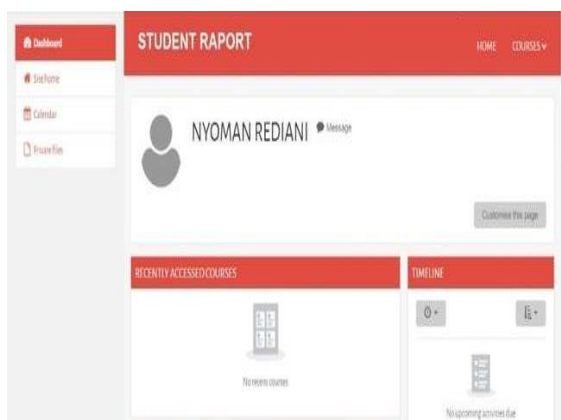 Dashboard
Site home
Calendar
Private files
STUDENT RAPORT
HOME COURSES
NYOMAN REDIANI Message
Customise this page
RECENTLY ACCESSED COURSES
No recent courses
TIMELINE
No upcoming activities due